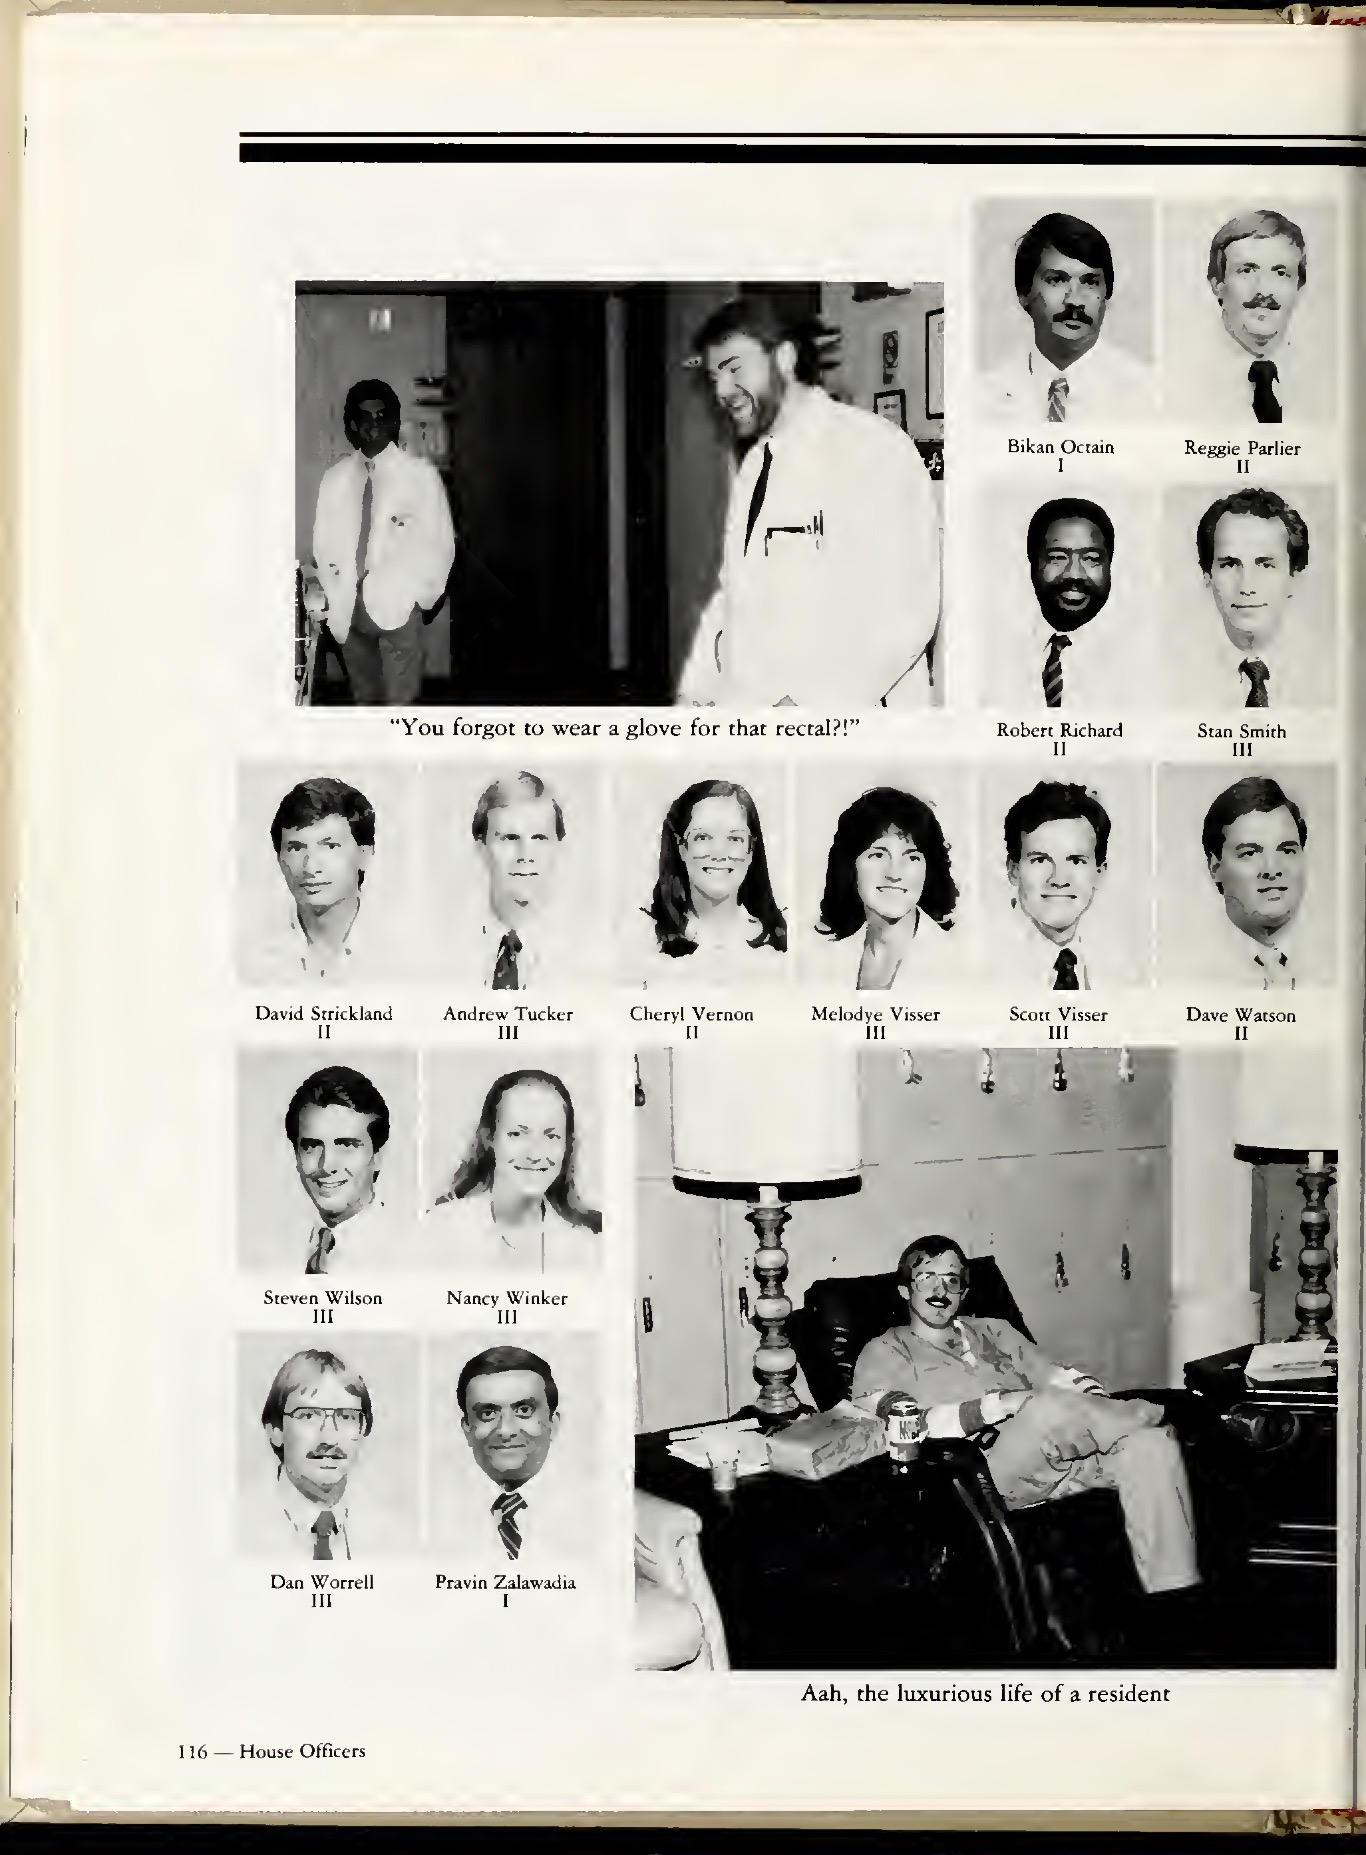 Bikan Octain
I
Reggie Parlier
II
"You forgot to wear a glove for that rectal?!"
Robert Richard
II
Stan Smith
III
David Strickland
II
Andrew Tucker
III
Cheryl Vernon
II
Melodye Visser
III
Scott Visser
III
Dave Watson
II
Steven Wilson
III
Nancy Winker
III
Dan Worrell
III
Pravin Zalawadia
I
Aah, the luxurious life of a resident
116 — House Officers